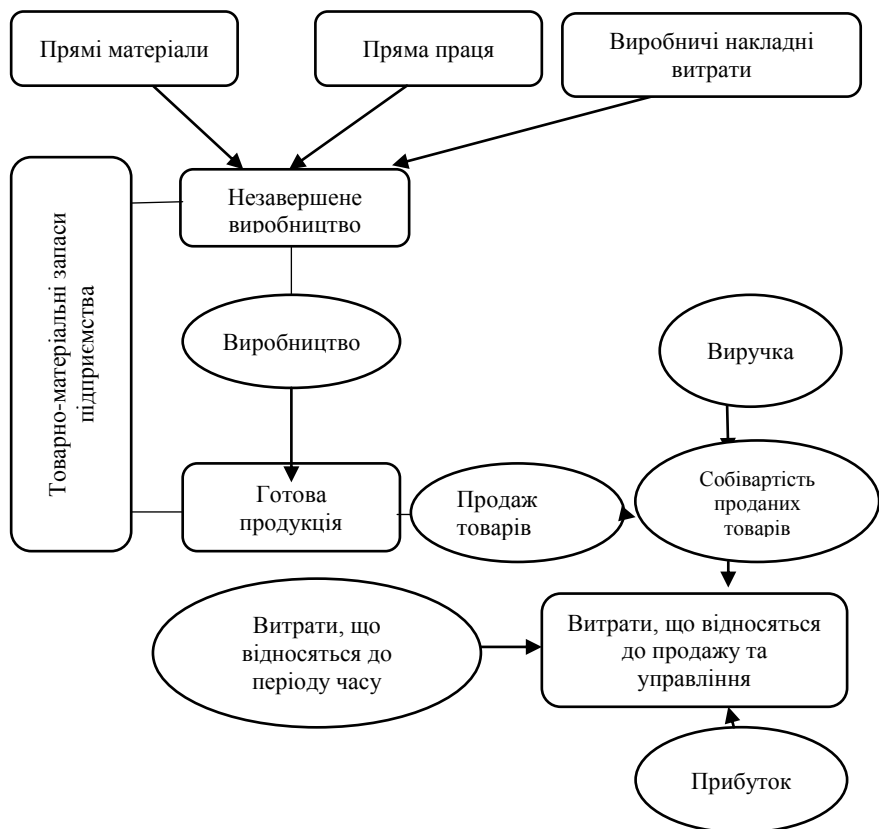 Прямі матеріали
Пряма праця
Виробничі накладні
витрати
Товарно-матеріальні запаси
підприємства
Незавершене
виробництво
Виробництво
Виручка
Готова
продукція
Продаж
товарів
Собівартість
проданих
товарів
Витрати, що
відносяться до
періоду часу
Витрати, що відносяться
до продажу та
управління
Прибуток